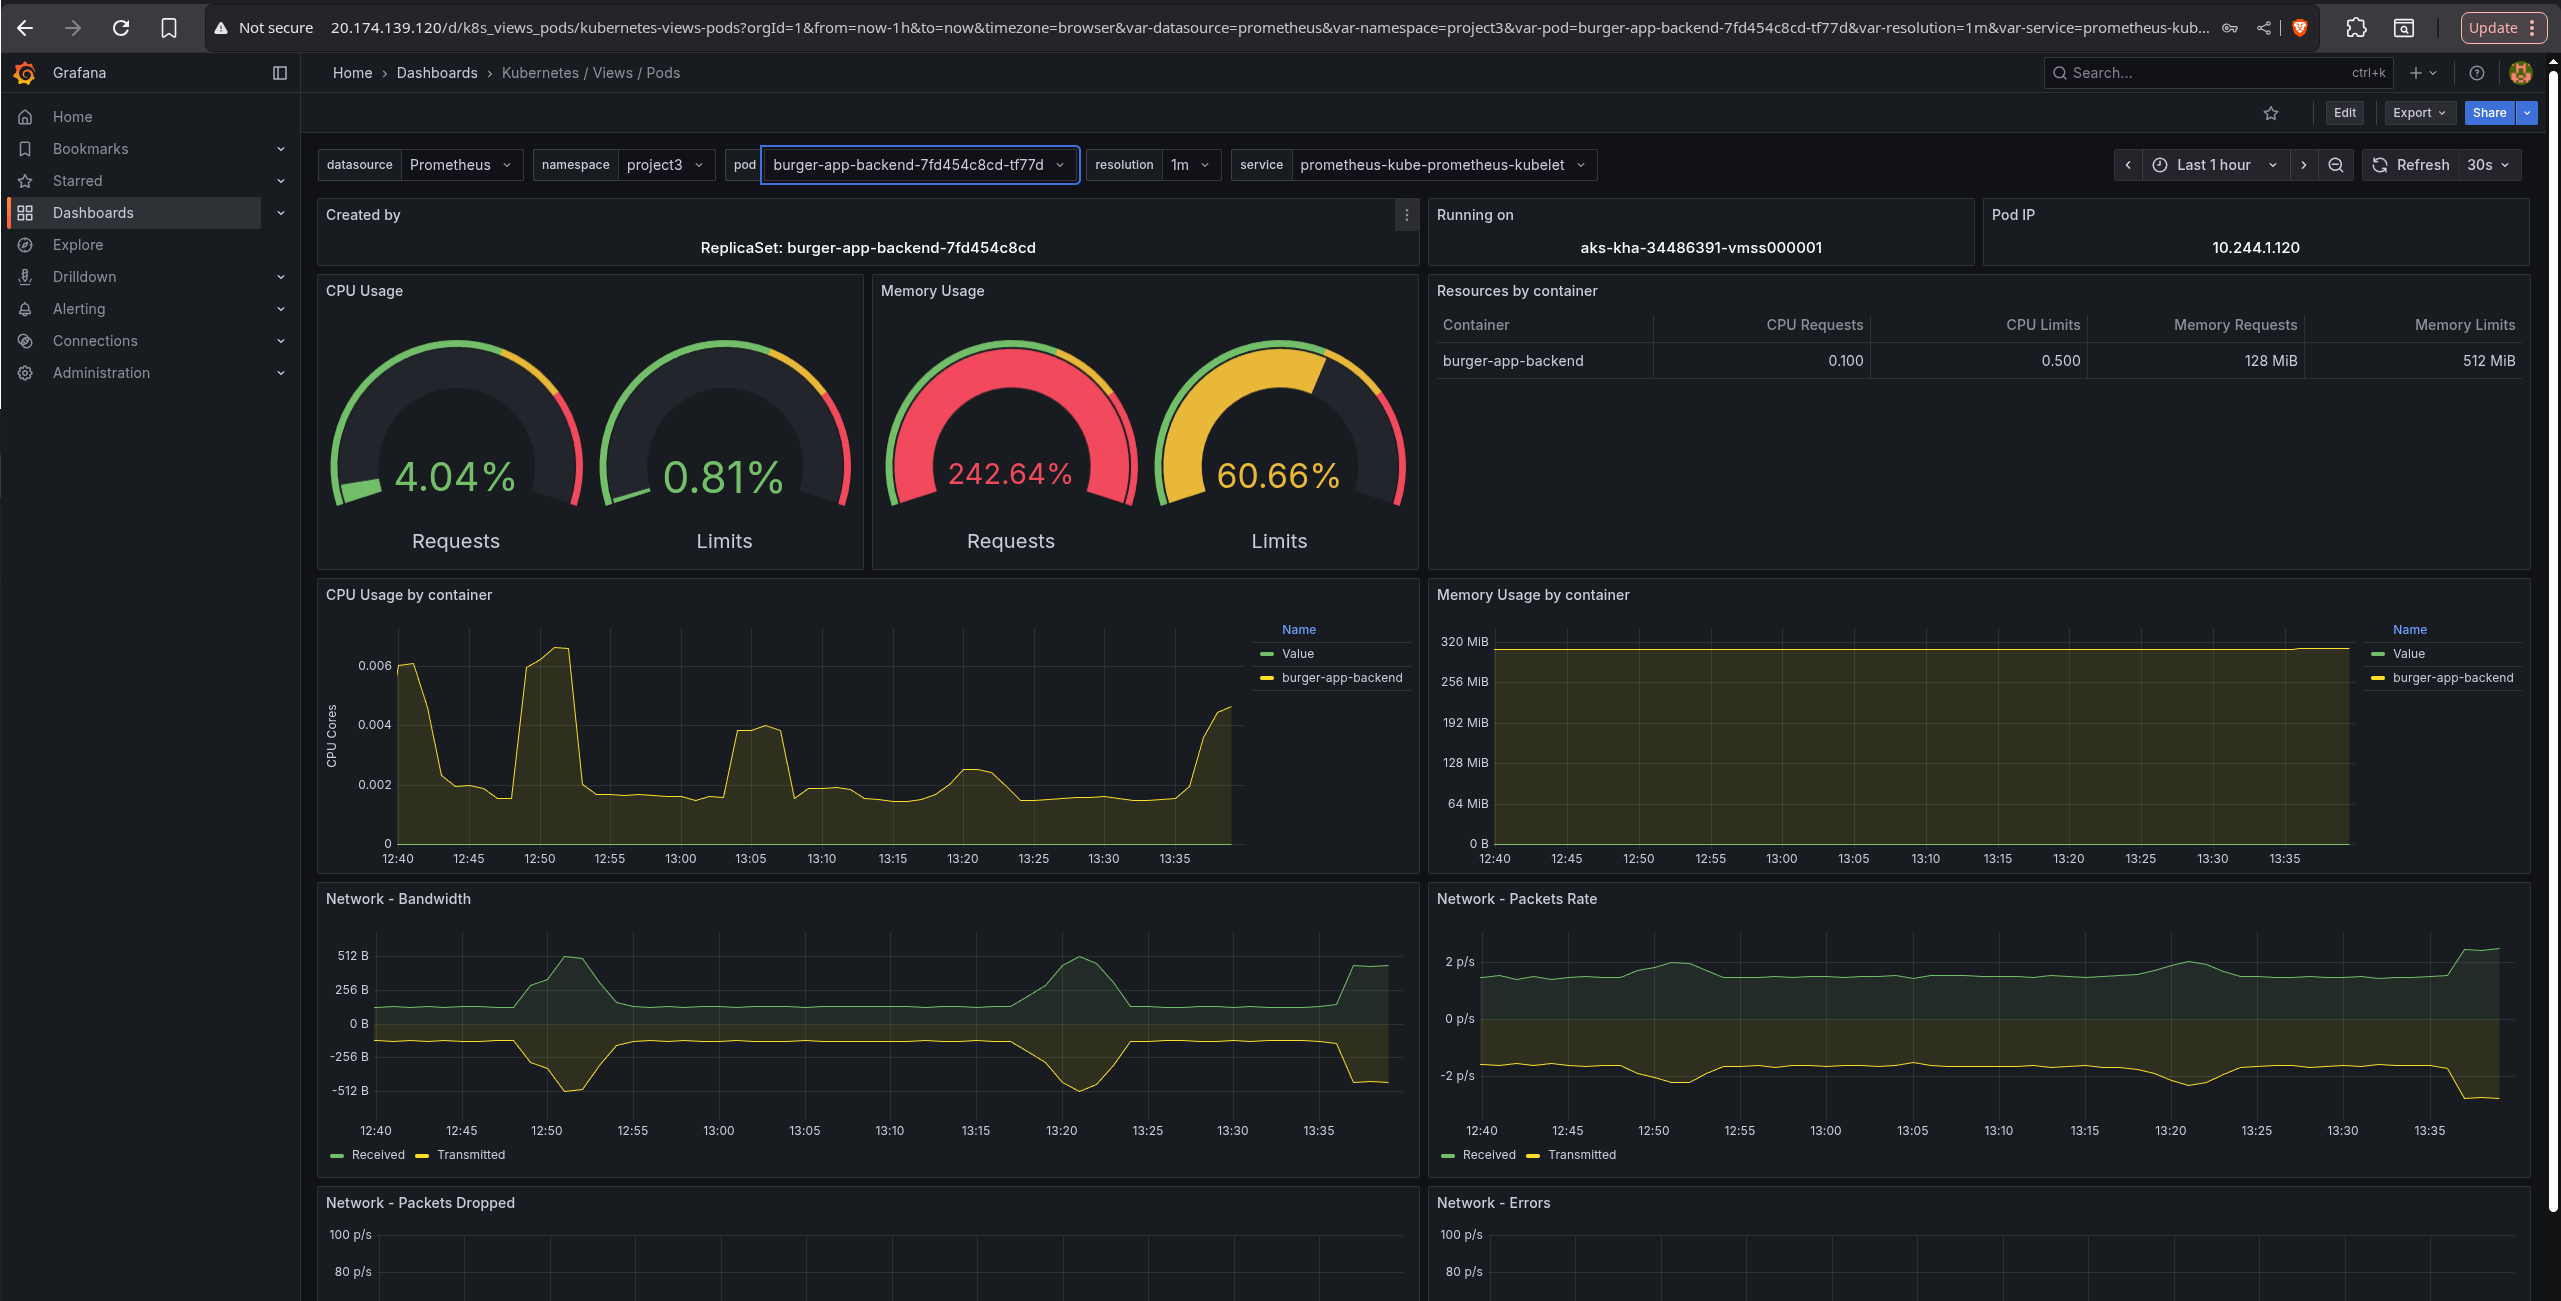 Not secure 20.174.139.120/d/k8s_views_pods/kubernetes-views-pods?orgId=1&from=now-1h&to=now&timezone=browser&var-datasource=prometheus&var-namespace=project3&var-pod=burger-app-backend-7fd454c8cd-tf77d&var-resolution=1m&var-service=prometheus-kub... Update
Grafana
Home › Dashboards › Kubernetes / Views / Pods
Search... ctrl+k
Home
Bookmarks
Starred
Dashboards
Explore
Drilldown
Alerting
Connections
Administration
Edit Export Share
datasource Prometheus namespace project3 pod burger-app-backend-7fd454c8cd-tf77d resolution 1m service prometheus-kube-prometheus-kubelet Last 1 hour Refresh 30s
Created by
ReplicaSet: burger-app-backend-7fd454c8cd
Running on
aks-kha-34486391-vmss000001
Pod IP
10.244.1.120
CPU Usage
4.04% 0.81%
Requests Limits
Memory Usage
242.64% 60.66%
Requests Limits
Resources by container
Container CPU Requests CPU Limits Memory Requests Memory Limits
burger-app-backend 0.100 0.500 128 MiB 512 MiB
CPU Usage by container
CPU Cores
0.006
0.004
0.002
0
12:40 12:45 12:50 12:55 13:00 13:05 13:10 13:15 13:20 13:25 13:30 13:35
Name
Value
burger-app-backend
Memory Usage by container
320 MiB
256 MiB
192 MiB
128 MiB
64 MiB
0 B
12:40 12:45 12:50 12:55 13:00 13:05 13:10 13:15 13:20 13:25 13:30 13:35
Name
Value
burger-app-backend
Network - Bandwidth
512 B
256 B
0 B
-256 B
-512 B
12:40 12:45 12:50 12:55 13:00 13:05 13:10 13:15 13:20 13:25 13:30 13:35
Received Transmitted
Network - Packets Rate
2 p/s
0 p/s
-2 p/s
12:40 12:45 12:50 12:55 13:00 13:05 13:10 13:15 13:20 13:25 13:30 13:35
Received Transmitted
Network - Packets Dropped
100 p/s
80 p/s
Network - Errors
100 p/s
80 p/s